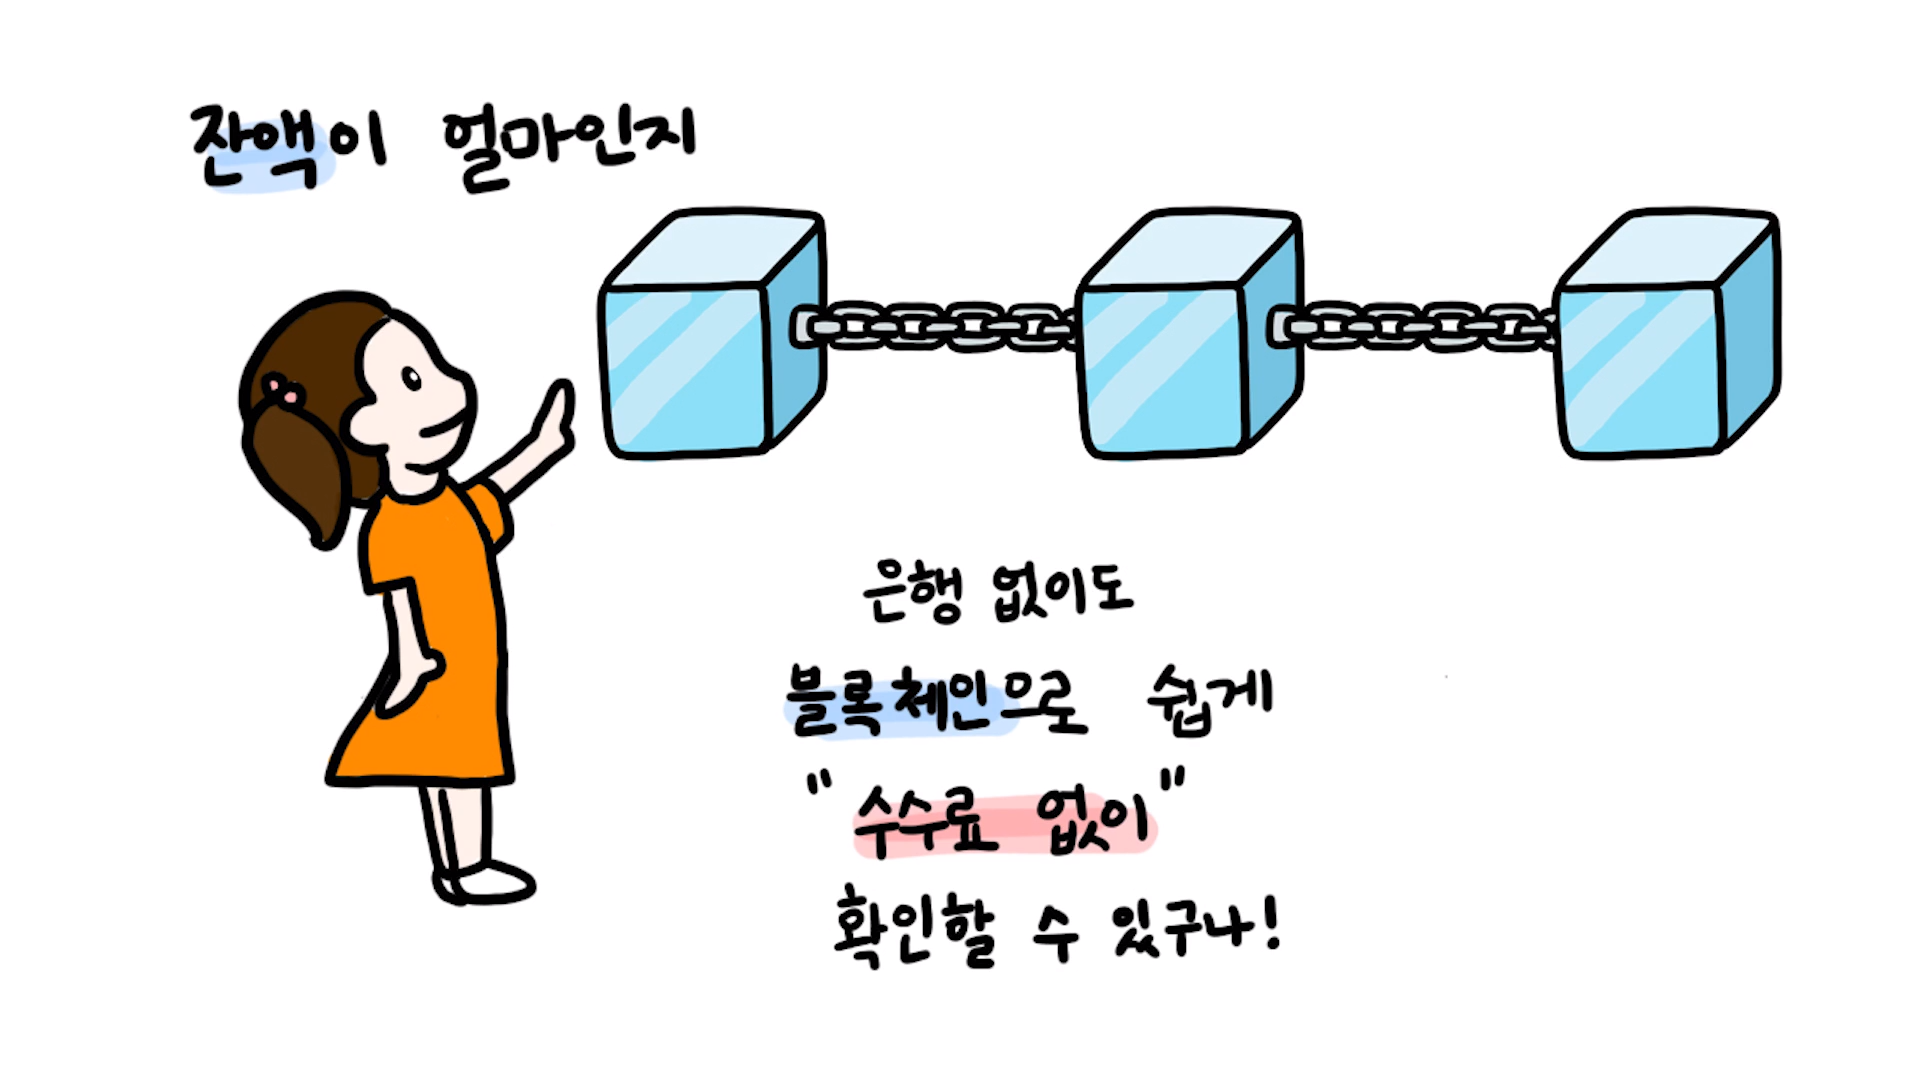 잔액이 얼마인지
은행 없이도
블록체인으로 쉽게
"수수료 없이"
확인할 수 있구나!